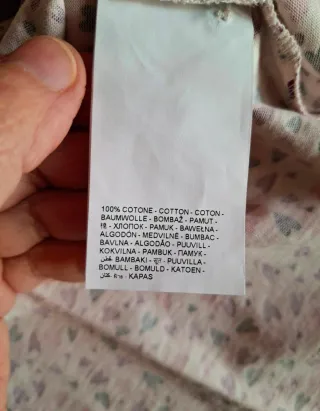 100% COTONE - COTTON - COTON -
BAUMWOLLE - BOMBAŽ - PAMUT -
棉 - ХЛОПОК - PAMUK - BAWEŁNA -
ALGODÓN - MEDVILNĖ - BUMBAC -
BAVLNA - ALGODÃO - PUUVILL -
KOKVILNA - PAMBUK - ПАМУК -
BAMBAKI - - PUUVILLA -
BOMULL - BOMULD - KATOEN -
KAPAS